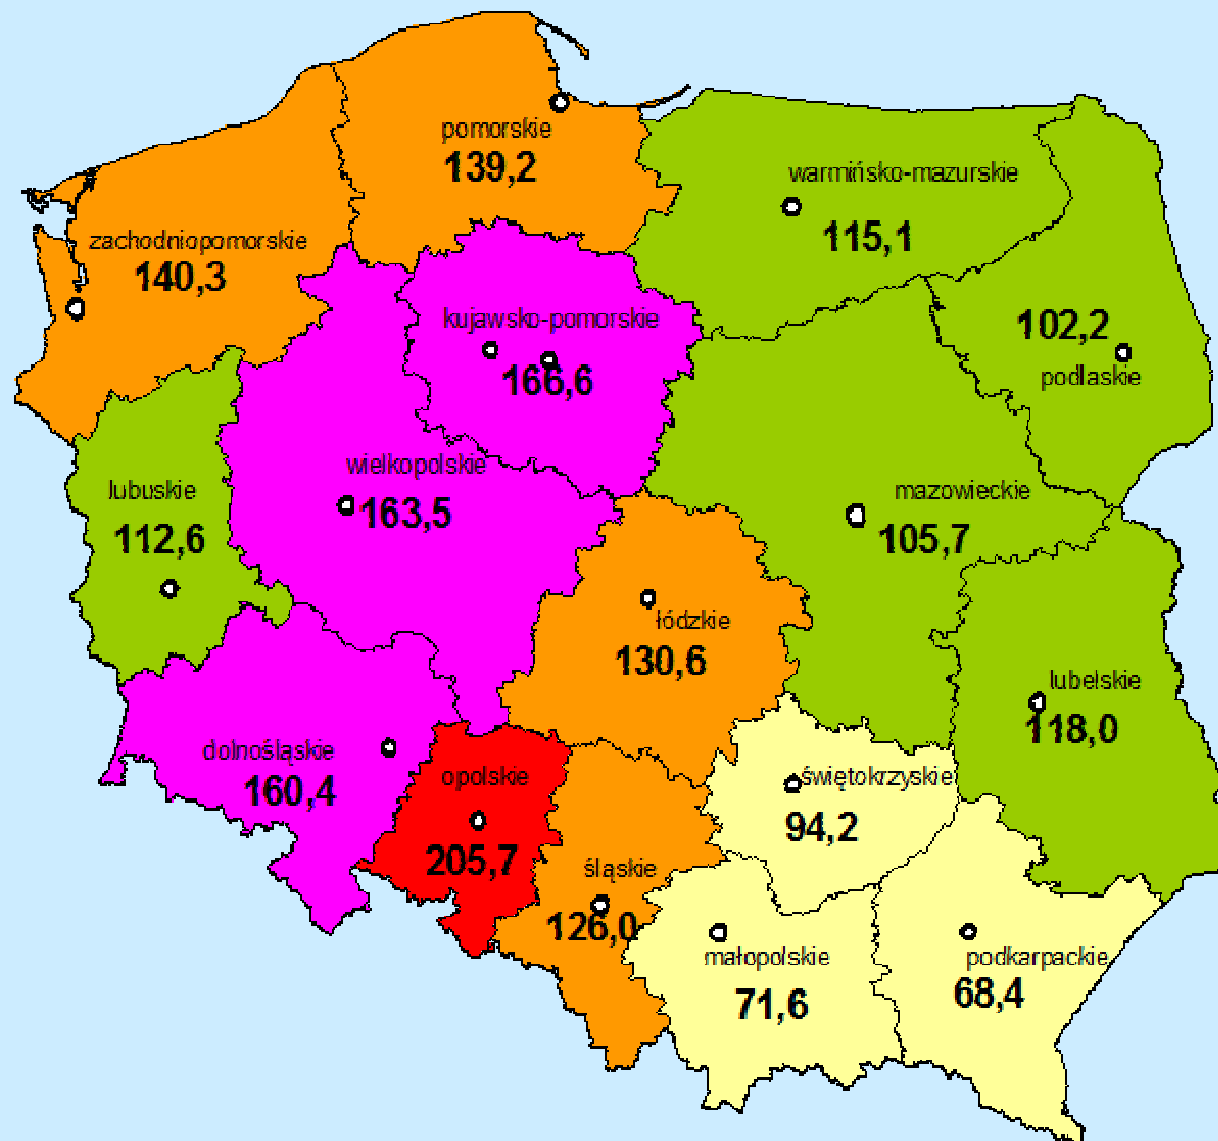 pomorskie
139,2
warmińsko-mazurskie
115,1
zachodniopomorskie
140,3
kujawsko-pomorskie
166,6
102,2
podlaskie
wielkopolskie
163,5
lubuskie
112,6
mazowieckie
105,7
łódzkie
130,6
lubelskie
118,0
dolnośląskie
160,4
opolskie
205,7
świętokrzyskie
94,2
śląskie
126,0
małopolskie
71,6
podkarpackie
68,4